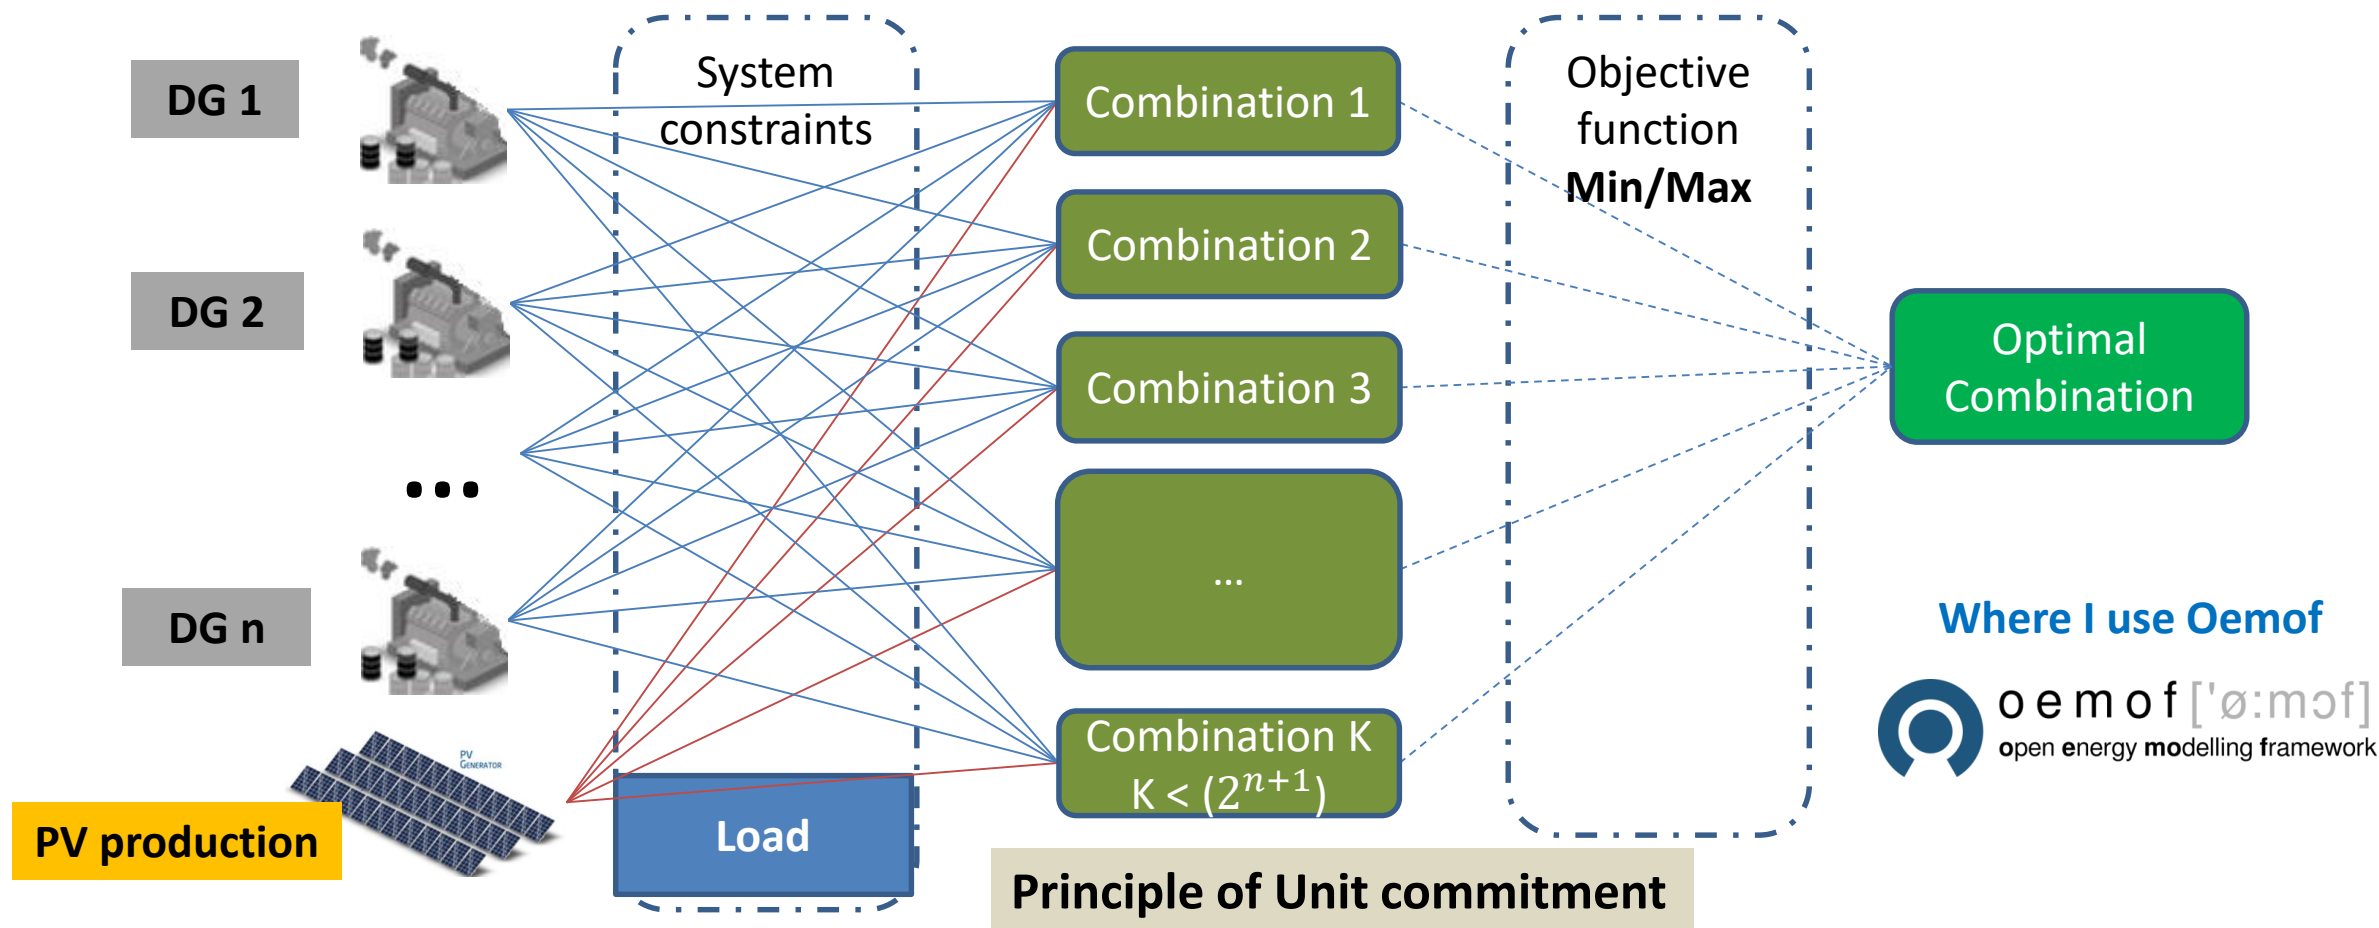 DG 1
DG 2
...
DG n
PV
GENERATOR
PV production
System
constraints
Load
Combination 1
Combination 2
Combination 3
...
Combination K
K < (2^{n+1})
Objective
function
Min/Max
Optimal
Combination
Where I use Oemof
oemof ['ø:mɔf]
open energy modelling framework
Principle of Unit commitment